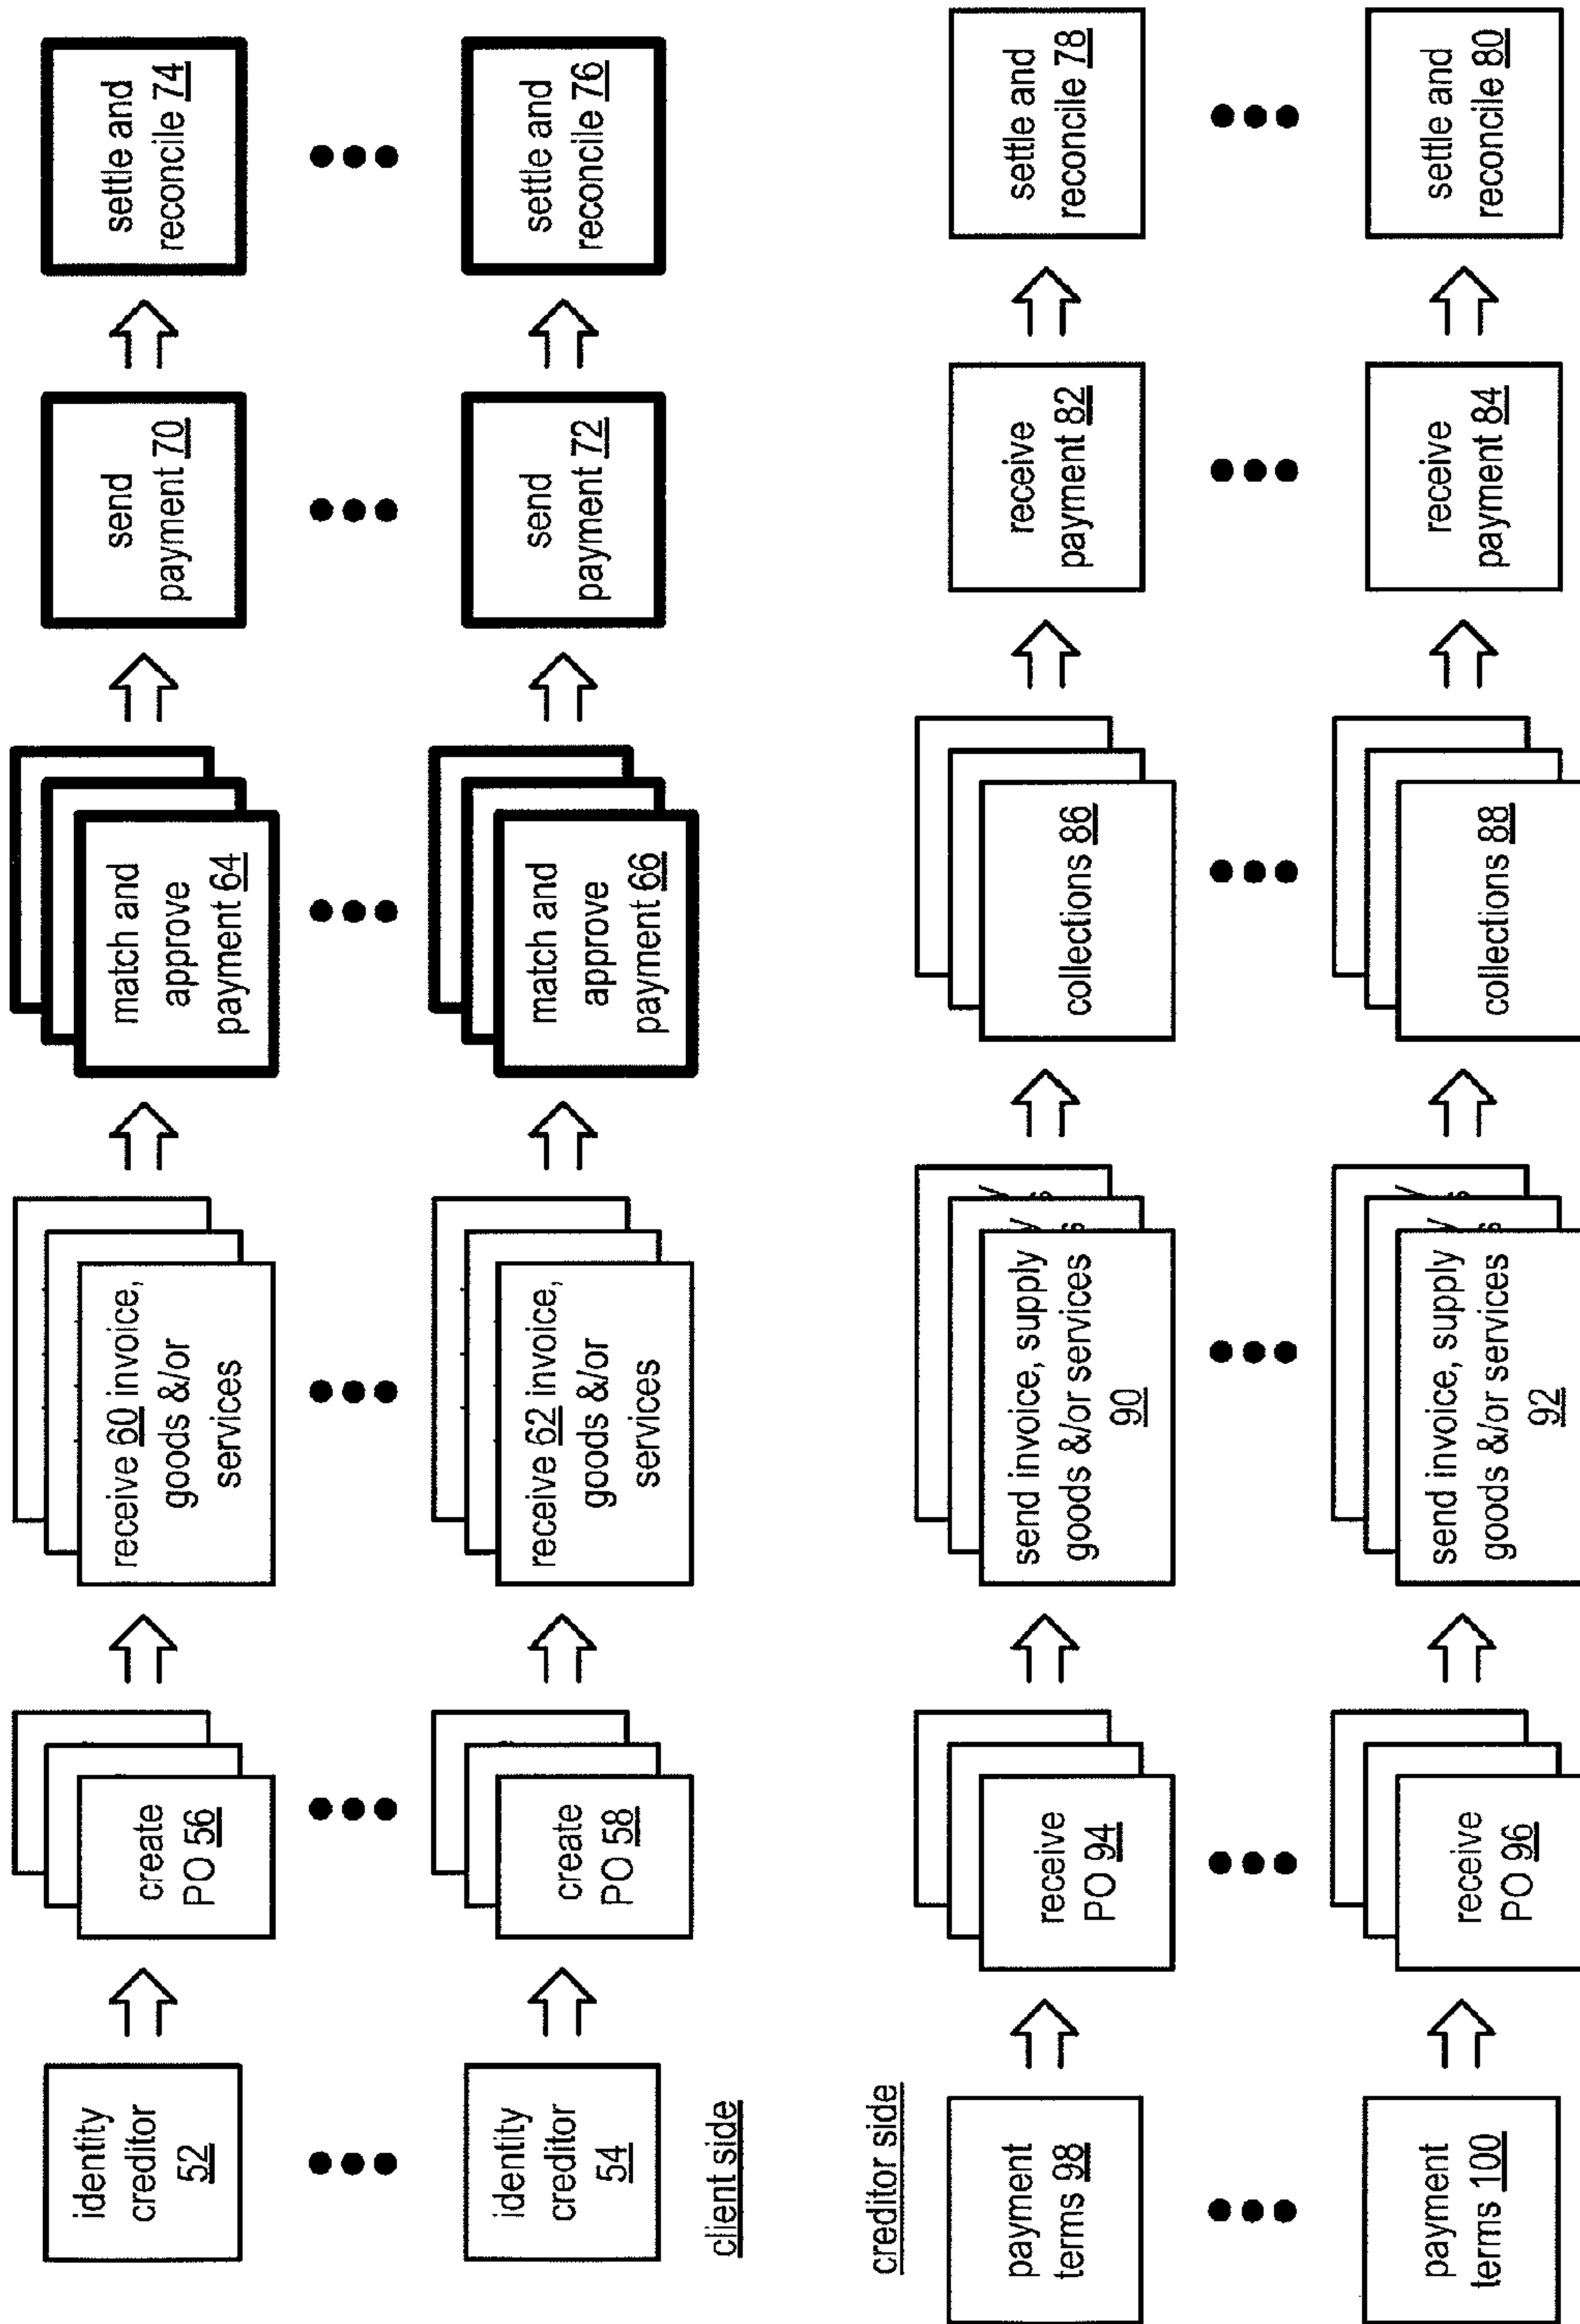 identity
creditor
52
create
PO 56
receive 60 invoice,
goods &/or
services
match and
approve
payment 64
send
payment 70
settle and
reconcile 74
identity
creditor
54
create
PO 58
receive 62 invoice,
goods &/or
services
match and
approve
payment 66
send
payment 72
settle and
reconcile 76
client side
creditor side
payment
terms 98
receive
PO 94
send invoice, supply
goods &/or services
90
collections 86
receive
payment 82
settle and
reconcile 78
payment
terms 100
receive
PO 96
send invoice, supply
goods &/or services
92
collections 88
receive
payment 84
settle and
reconcile 80